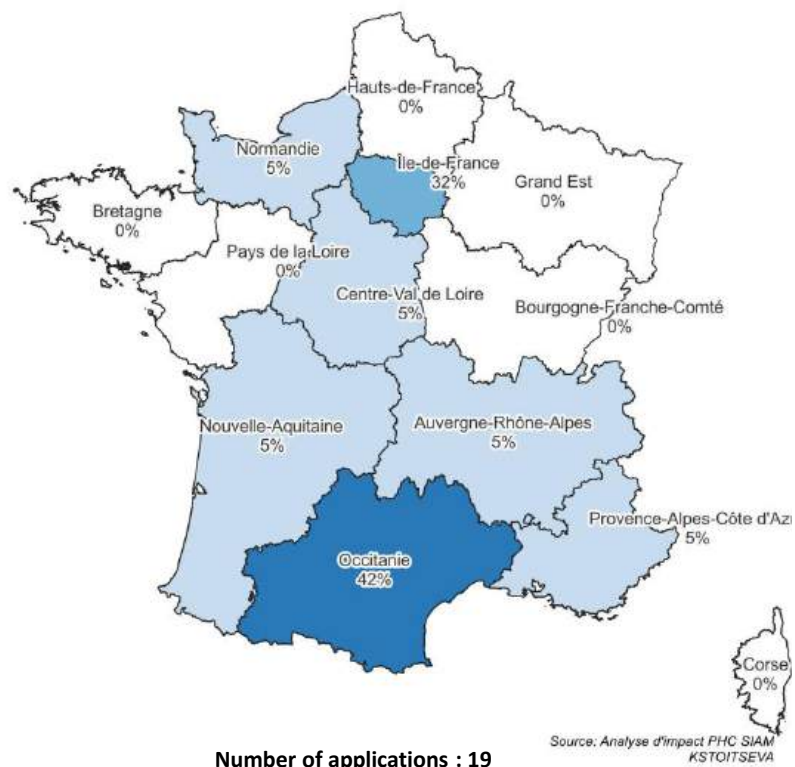 Hauts-de-France
0%
Normandie
5%
Île-de-France
32%
Grand Est
0%
Bretagne
0%
Pays de la Loire
0%
Centre-Val de Loire
5%
Bourgogne-Franche-Comté
0%
Nouvelle-Aquitaine
5%
Auvergne-Rhône-Alpes
5%
Provence-Alpes-Côte d'Az
5%
Occitanie
42%
Corse
0%
Number of applications : 19
Source: Analyse d'impact PHC SIAM
KSTOITSEVA